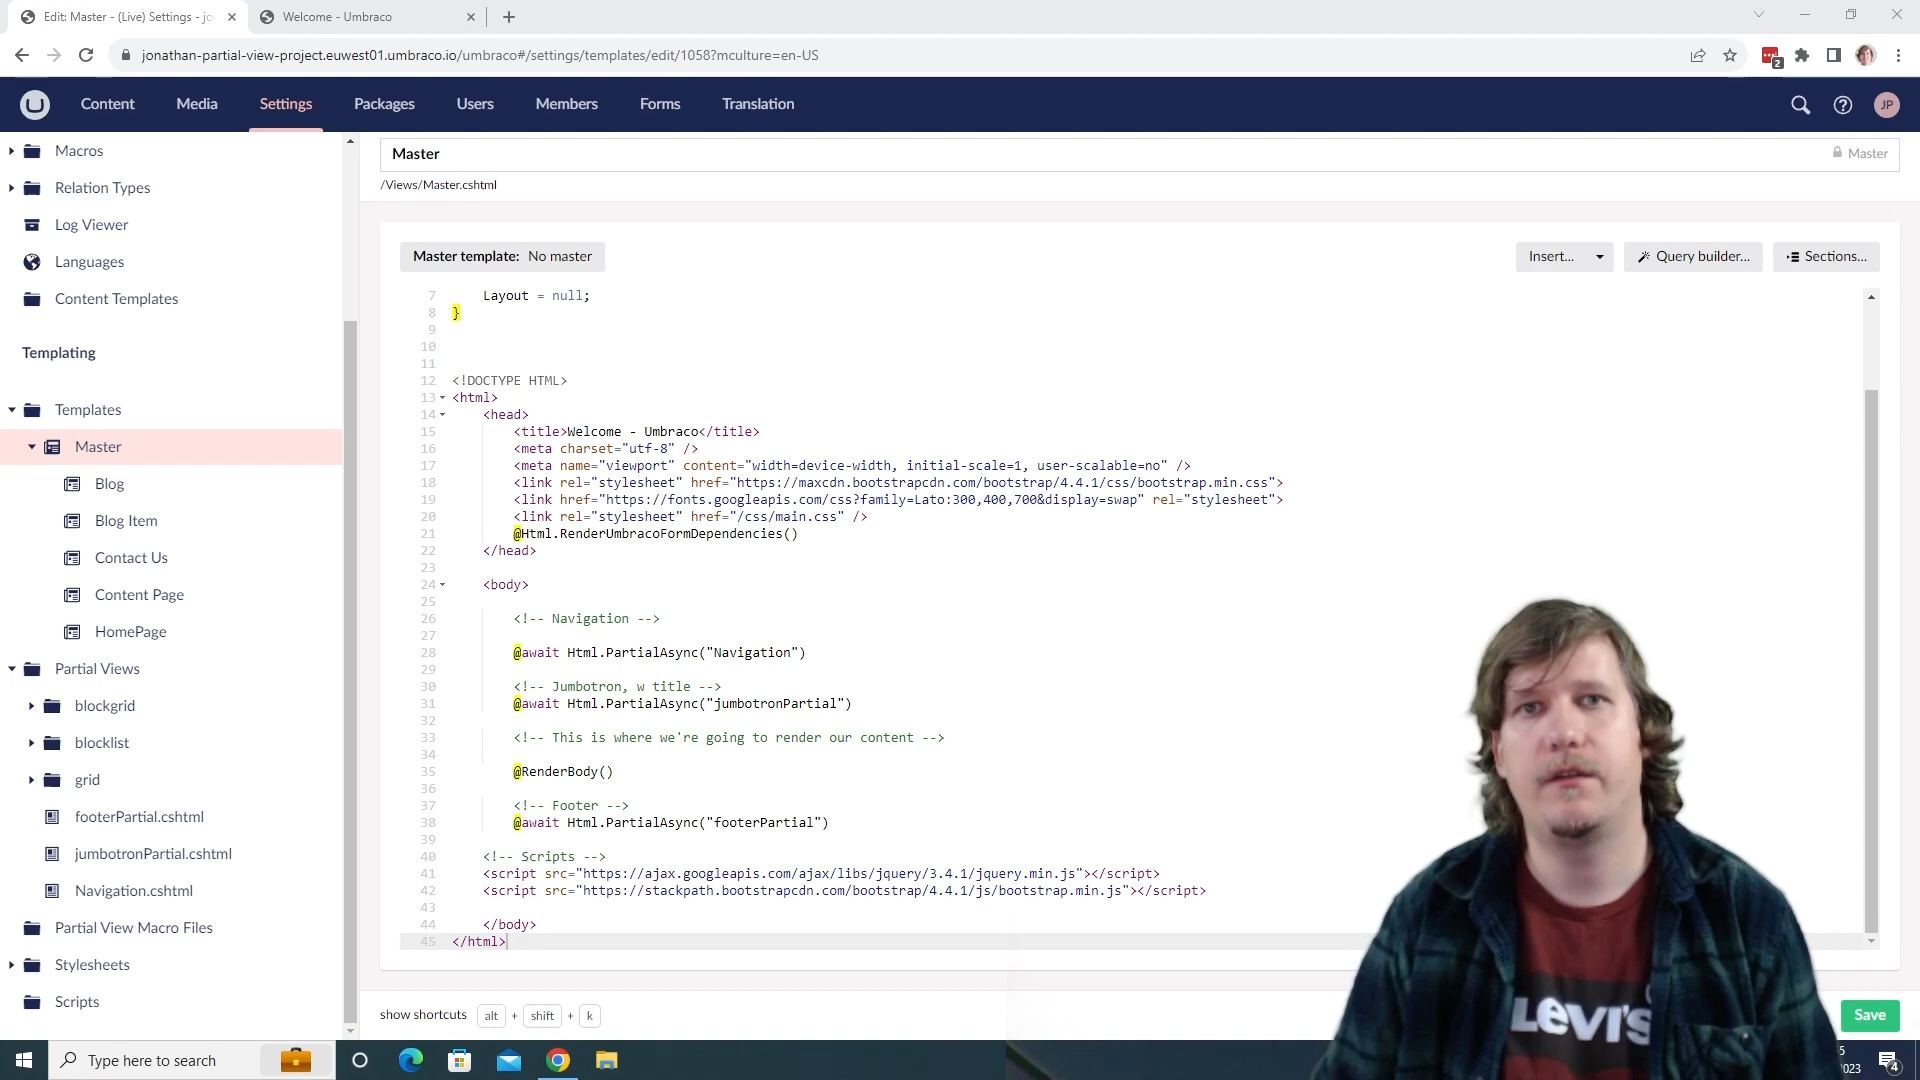 Edit: Master - (Live) Settings - jo
Welcome - Umbraco
jonathan-partial-view-project.euwest01.umbraco.io/umbraco#/settings/templates/edit/1058?mculture=en-US
2
Content
Media
Settings
Packages
Users
Members
Forms
Translation
JP
Macros
Relation Types
Log Viewer
Languages
Content Templates
Templating
Templates
Master
Blog
Blog Item
Contact Us
Content Page
HomePage
Partial Views
blockgrid
blocklist
grid
footerPartial.cshtml
jumbotronPartial.cshtml
Navigation.cshtml
Partial View Macro Files
Stylesheets
Scripts
Master
Master
/Views/Master.cshtml
Master template: No master
Insert...
Query builder...
Sections...
7 Layout = null;
8 }
9
10
11
12 <!DOCTYPE HTML>
13 <html>
14 <head>
15 <title>Welcome - Umbraco</title>
16 <meta charset="utf-8" />
17 <meta name="viewport" content="width=device-width, initial-scale=1, user-scalable=no" />
18 <link rel="stylesheet" href="https://maxcdn.bootstrapcdn.com/bootstrap/4.4.1/css/bootstrap.min.css">
19 <link href="https://fonts.googleapis.com/css?family=Lato:300,400,700&display=swap" rel="stylesheet">
20 <link rel="stylesheet" href="/css/main.css" />
21 @Html.RenderUmbracoFormDependencies()
22 </head>
23
24 <body>
25
26 <!-- Navigation -->
27
28 @await Html.PartialAsync("Navigation")
29
30 <!-- Jumbotron, w title -->
31 @await Html.PartialAsync("jumbotronPartial")
32
33 <!-- This is where we're going to render our content -->
34
35 @RenderBody()
36
37 <!-- Footer -->
38 @await Html.PartialAsync("footerPartial")
39
40 <!-- Scripts -->
41 <script src="https://ajax.googleapis.com/ajax/libs/jquery/3.4.1/jquery.min.js"></script>
42 <script src="https://stackpath.bootstrapcdn.com/bootstrap/4.4.1/js/bootstrap.min.js"></script>
43
44 </body>
45 </html>
show shortcuts alt + shift + k
Save
LEVI'S
Type here to search
5
023
4